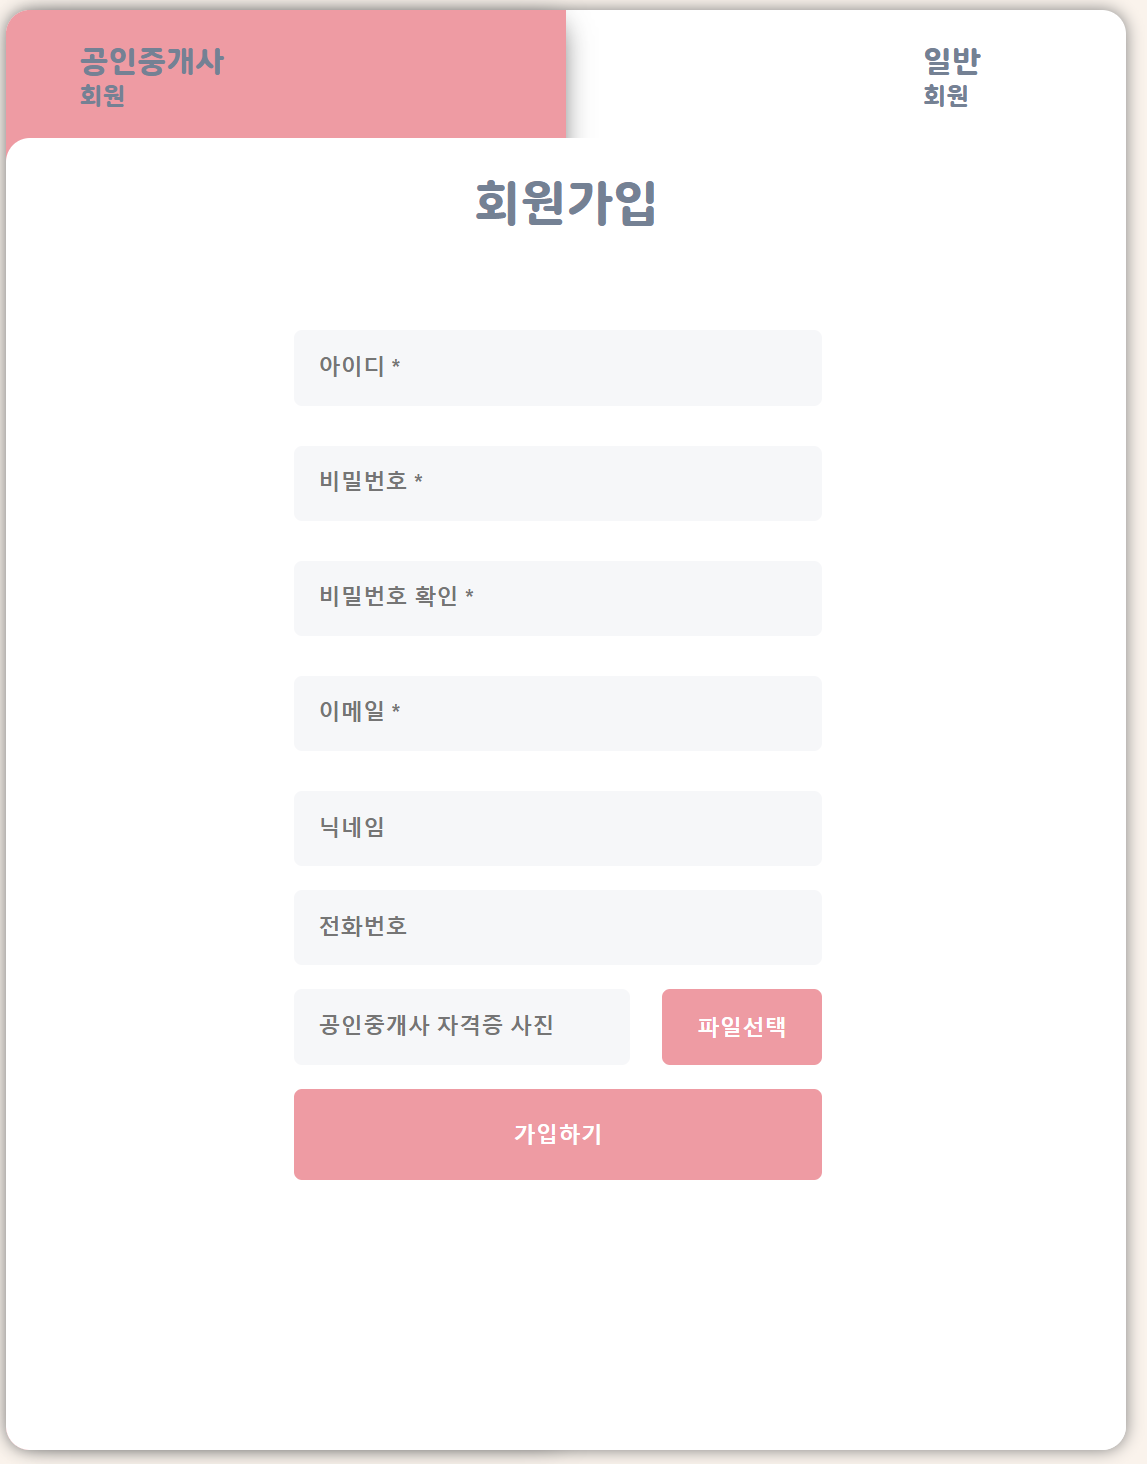 공인중개사
회원
일반
회원
회원가입
아이디 *
비밀번호 *
비밀번호 확인 *
이메일 *
닉네임
전화번호
공인중개사 자격증 사진
파일선택
가입하기